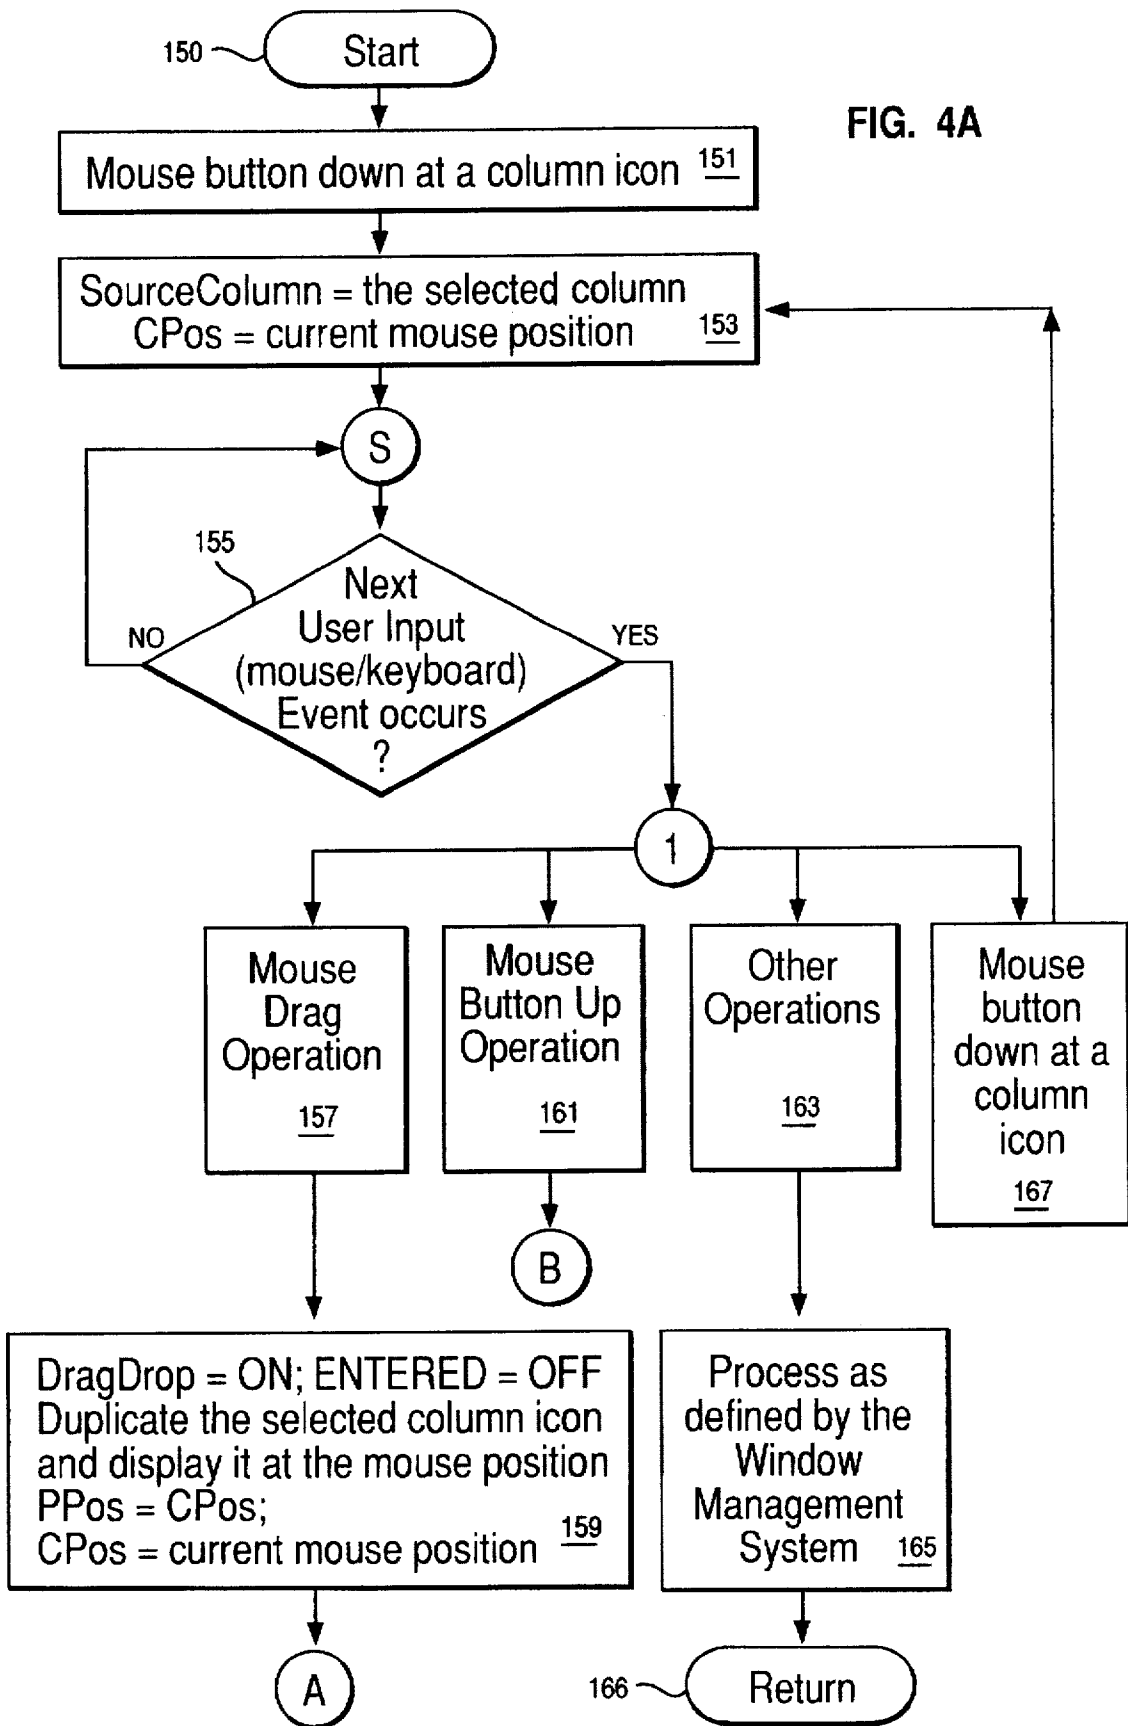 150
Start
FIG. 4A
Mouse button down at a column icon 151
SourceColumn = the selected column
CPos = current mouse position 153
S
155
NO
YES
Next
User Input
(mouse/keyboard)
Event occurs
?
1
Mouse
Drag
Operation
157
Mouse
Button Up
Operation
161
Other
Operations
163
Mouse
button
down at a
column
icon
167
B
DragDrop = ON; ENTERED = OFF
Duplicate the selected column icon
and display it at the mouse position
PPos = CPos;
CPos = current mouse position 159
Process as
defined by the
Window
Management
System 165
A
166
Return